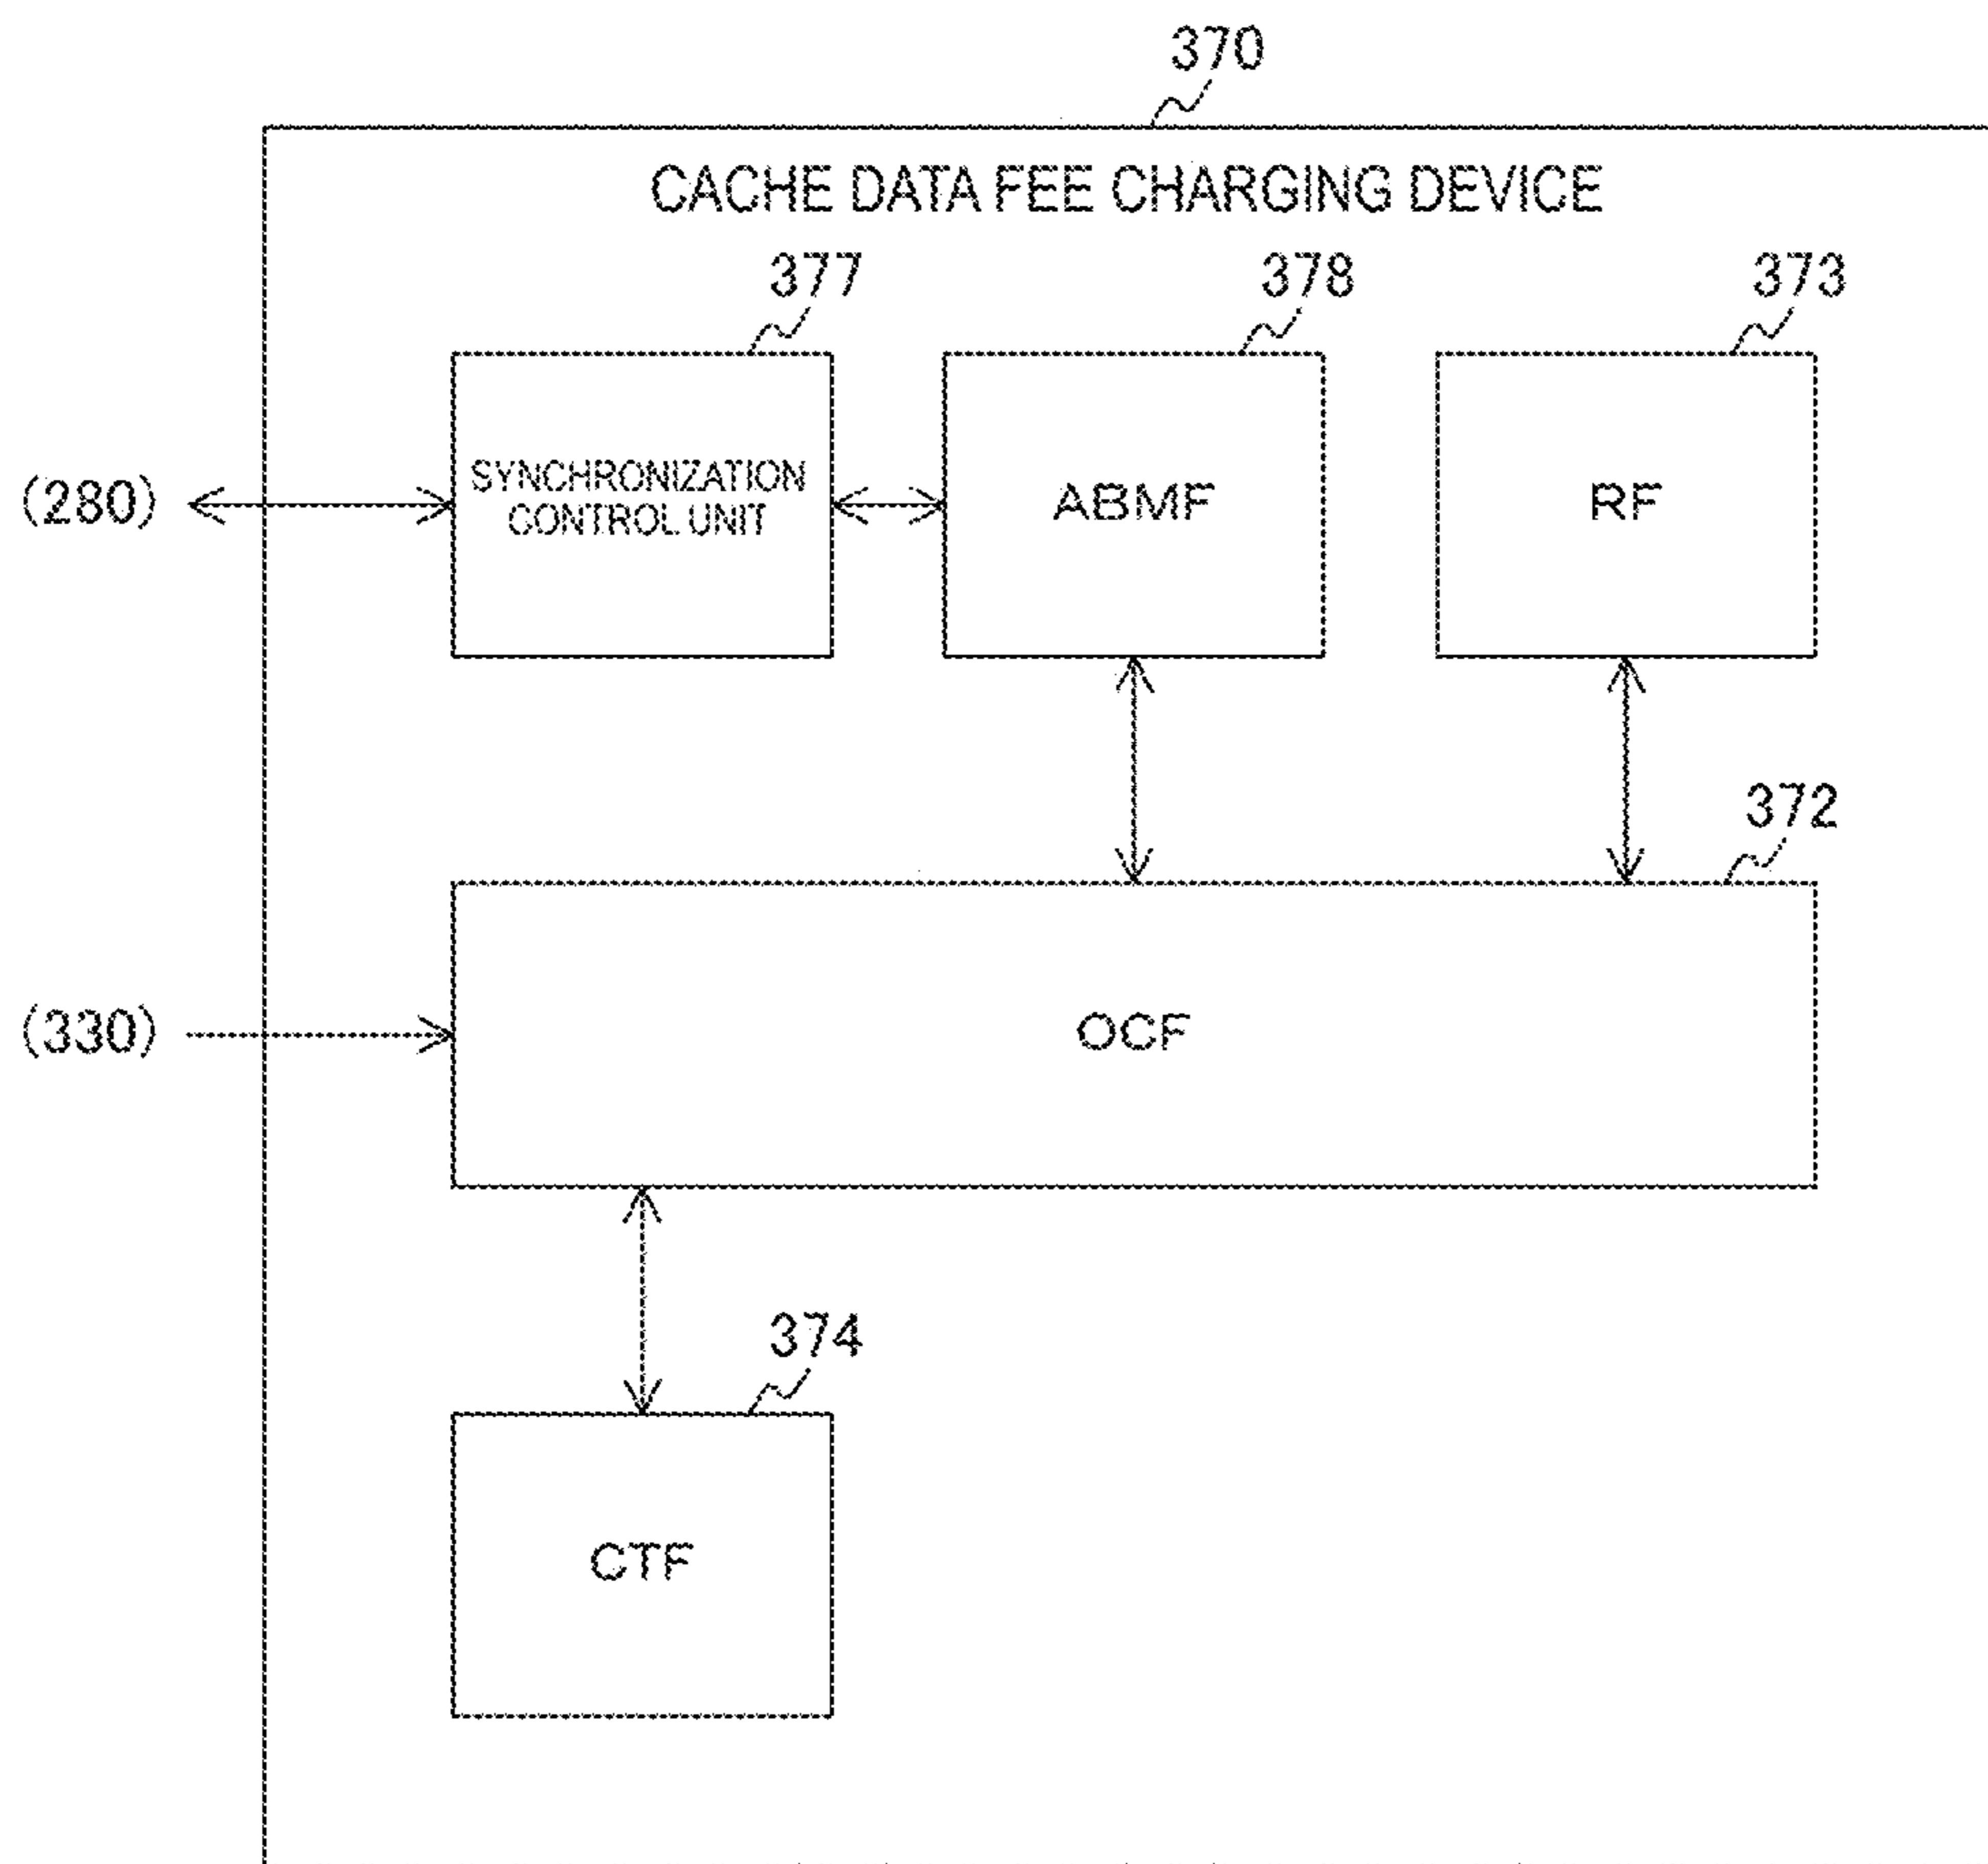 370
CACHE DATA FEE CHARGING DEVICE
377
378
373
(280)
SYNCHRONIZATION
CONTROL UNIT
ABMF
RF
372
(330)
OCF
374
CTF